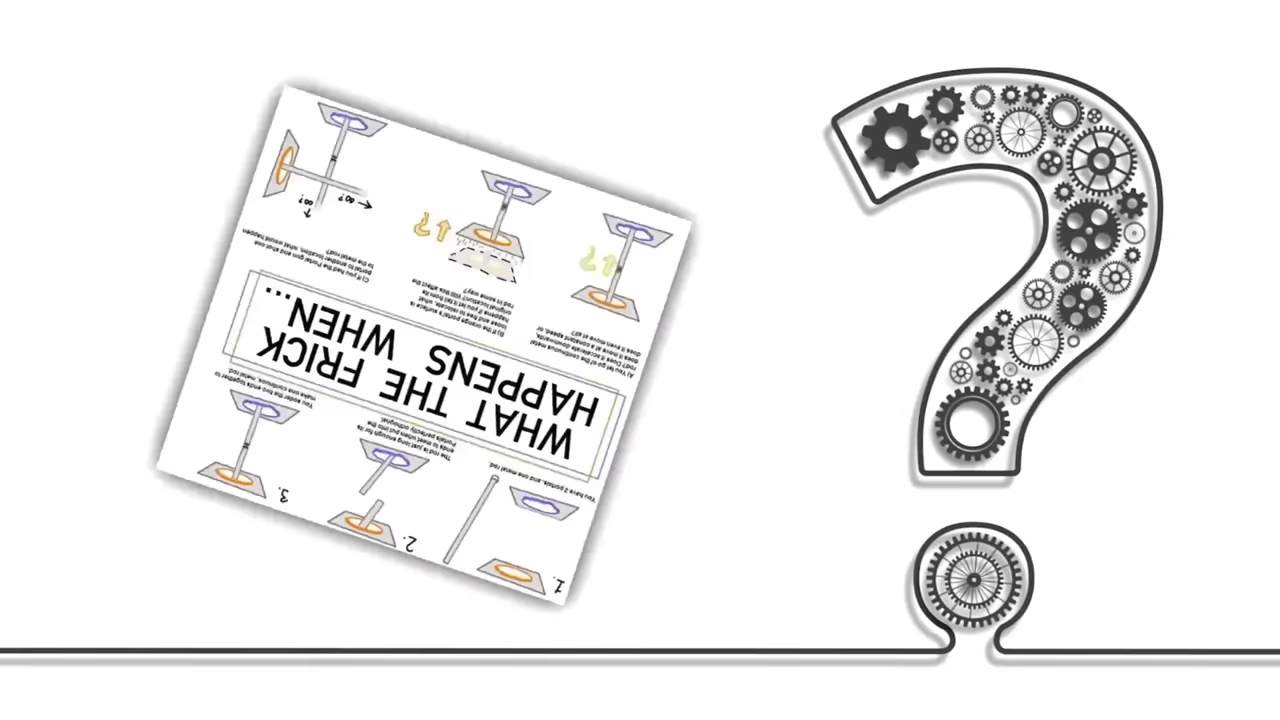 1.
2.
3.
You have 2 portals, and one metal rod.
The rod is just long enough for its
ends to meet when put into the
Portals perfectly orthogonal.
You soder the two ends together to
make one continuos, metal rod.
WHAT THE FRICK
HAPPENS WHEN...
A) You let go of the continuous metal
rod? Does it accelerate downwards,
does it move at a constant speed, or
does it even move at all?
B) If the orange portal's surface is
loose and free to relocate, what
happens if you let it fall from its
original location? Will this affect the
rod in some way?
C) If you had the Portal gun and shot one
portal to another location, what would happen
to the metal rod?
?
?
∞?
∞?